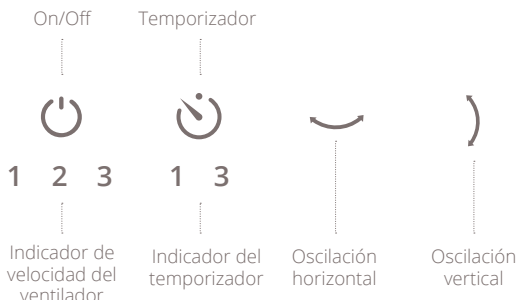 On/Off
Temporizador
1 2 3
1 3
Indicador de
velocidad del
ventilador
Indicador del
temporizador
Oscilación
horizontal
Oscilación
vertical